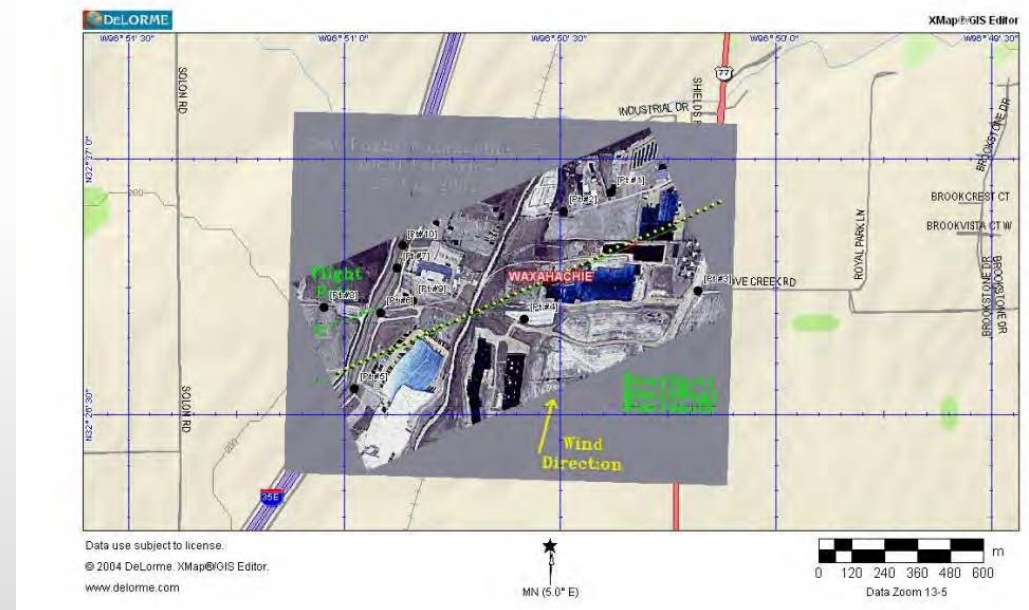 DELORME
XMap®/GIS Editor
W96° 51' 30"
W96° 51' 0"
W96° 50' 30"
W96° 50' 0"
W96° 49' 30"
77
SOLON RD
INDUSTRIAL DR
SHIELDS
N32° 27' 0"
BROOKSTONE DR
[Pt#1]
[Pt#2]
200
BROOKCREST CT
ROYAL PARK LN
BROOKVISTA CT W
[Pt#10]
[Pt#7]
Flight
WAXAHACHIE
[Pt#3]
VE CREEK RD
[Pt#8]
[Pt#9]
[Pt#6]
[Pt#4]
BROOKSTONE DR
BROOKSTONE DR
[Pt#5]
SOLON RD
N32° 26' 30"
200
Wind
Direction
35E
Data use subject to license.
© 2004 DeLorme. XMap®/GIS Editor.
www.delorme.com
MN (5.0° E)
m
0 120 240 360 480 600
Data Zoom 13-5